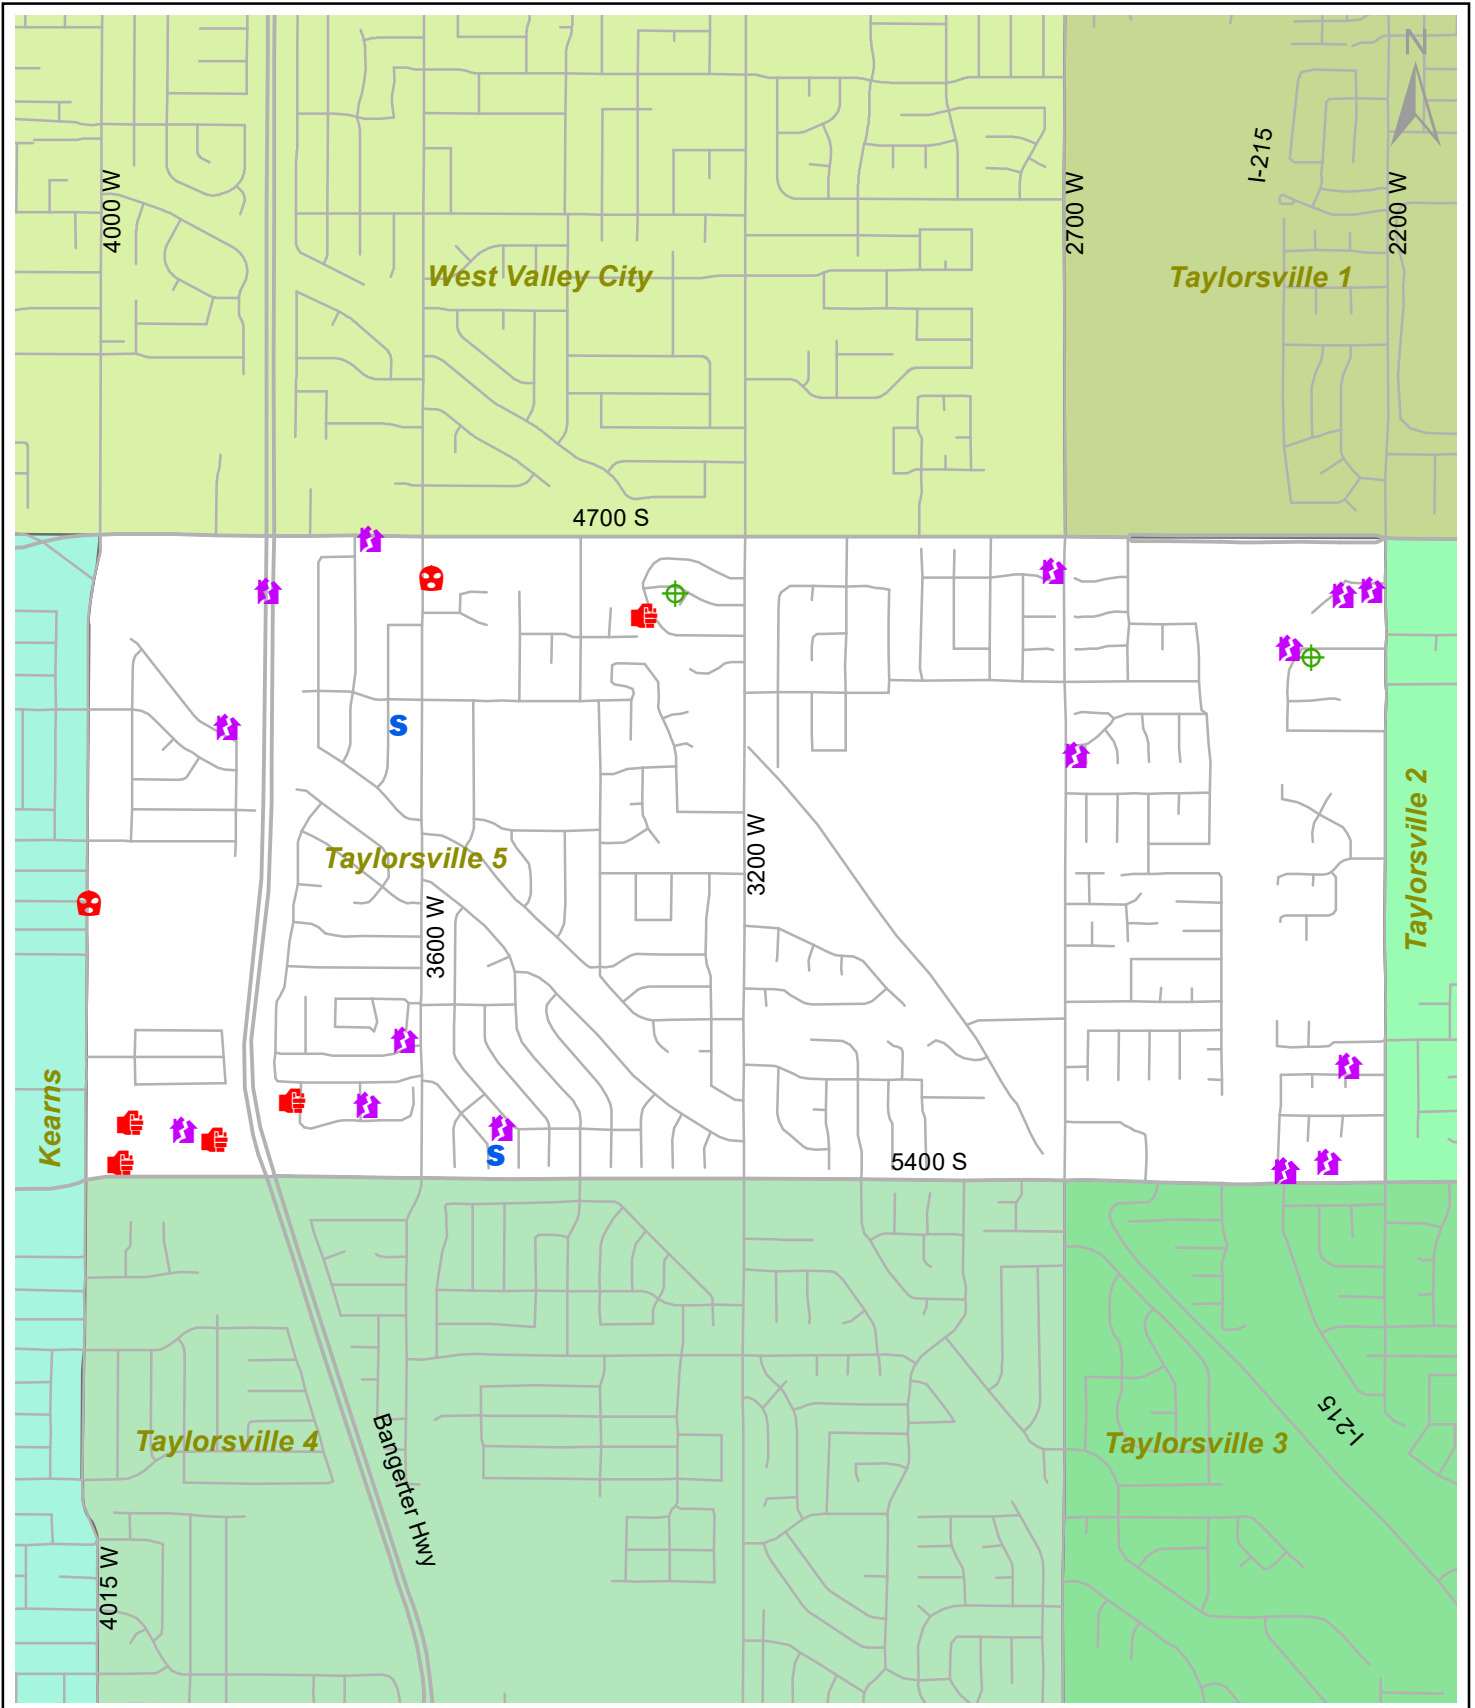 N
I-215
4000 W
2700 W
2200 W
West Valley City
Taylorsville 1
4700 S
S
Taylorsville 2
3200 W
Taylorsville 5
3600 W
Kearns
S
5400 S
Taylorsville 4
Bangerter Hwy
Taylorsville 3
I-215
4015 W